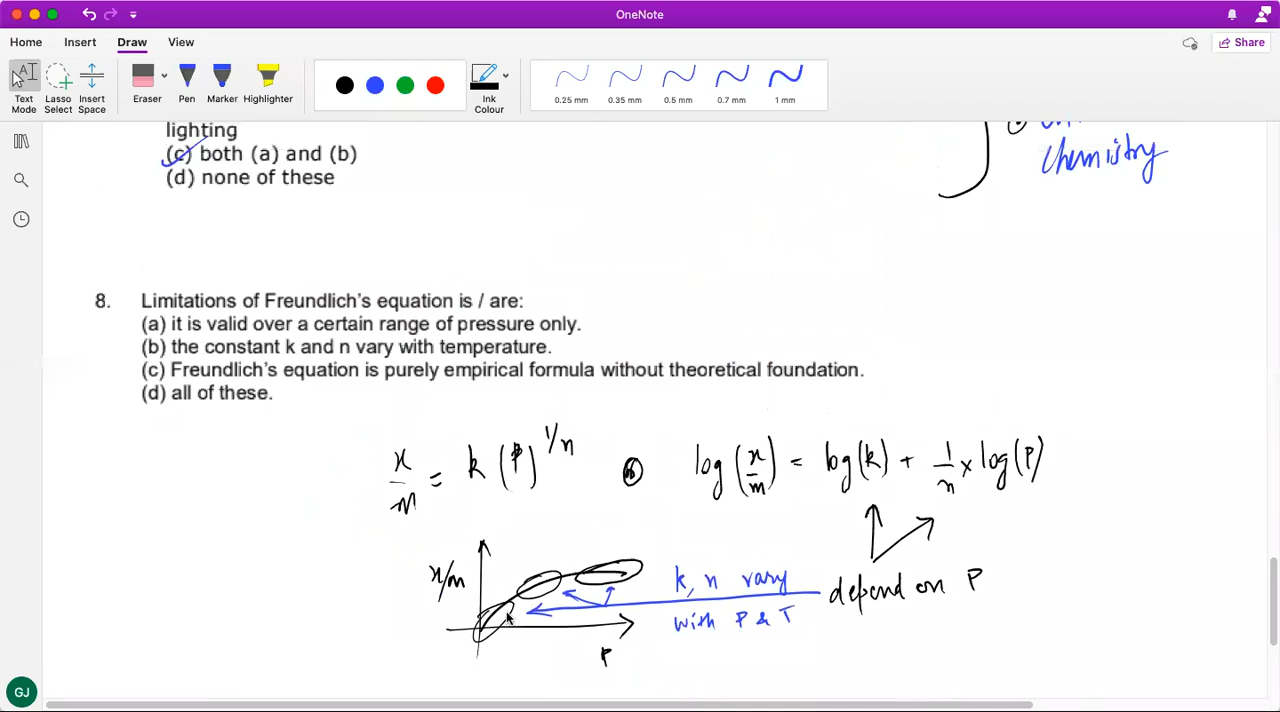 OneNote
Home Insert Draw View
Share
Text Mode
Lasso Select
Insert Space
Eraser
Pen
Marker
Highlighter
Ink Colour
0.25 mm
0.35 mm
0.5 mm
0.7 mm
1 mm
lighting
(c) both (a) and (b)
(d) none of these
chemistry
8. Limitations of Freundlich's equation is / are:
(a) it is valid over a certain range of pressure only.
(b) the constant k and n vary with temperature.
(c) Freundlich's equation is purely empirical formula without theoretical foundation.
(d) all of these.
x/m = k (P)^1/n log (x/m) = log(k) + 1/n × log(P)
x/m
k, n vary
with P & T
depend on P
P
GJ